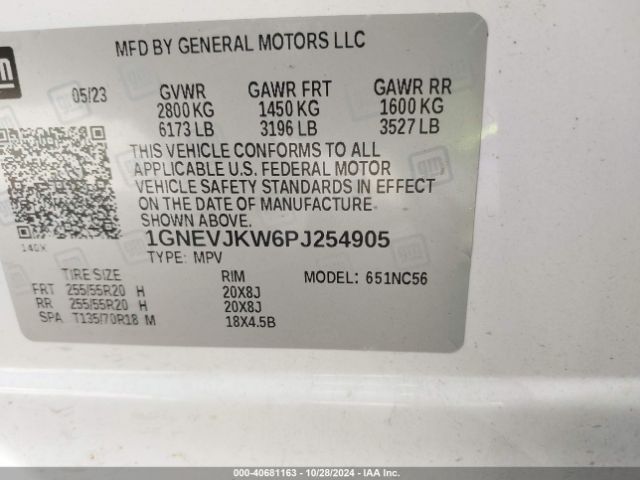 gm
MFD BY GENERAL MOTORS LLC
05/23
GVWR GAWR FRT GAWR RR
2800 KG 1450 KG 1600 KG
6173 LB 3196 LB 3527 LB
THIS VEHICLE CONFORMS TO ALL
APPLICABLE U.S. FEDERAL MOTOR
VEHICLE SAFETY STANDARDS IN EFFECT
ON THE DATE OF MANUFACTURE
SHOWN ABOVE.
1GNEVJKW6PJ254905
140X
TYPE: MPV
TIRE SIZE RIM MODEL: 651NC56
FRT 255/55R20 H 20X8J
RR 255/55R20 H 20X8J
SPA T135/70R18 M 18X4.5B
000-40681163 - 10/28/2024 - IAA Inc.